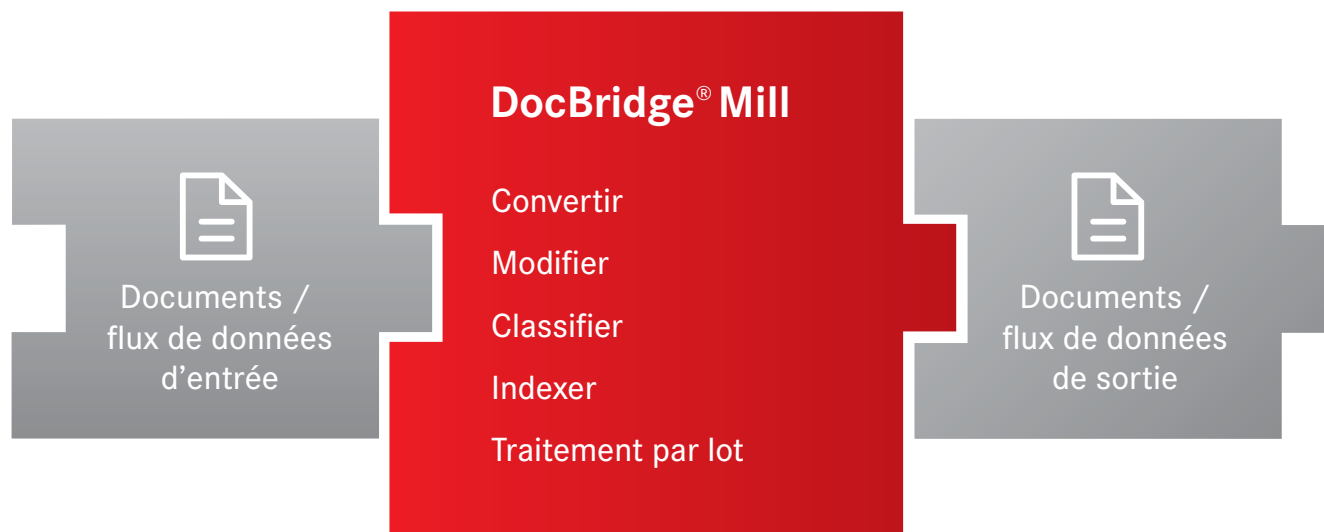 Documents /
flux de données
d’entrée
DocBridge® Mill
Convertir
Modifier
Classifier
Indexer
Traitement par lot
Documents /
flux de données
de sortie